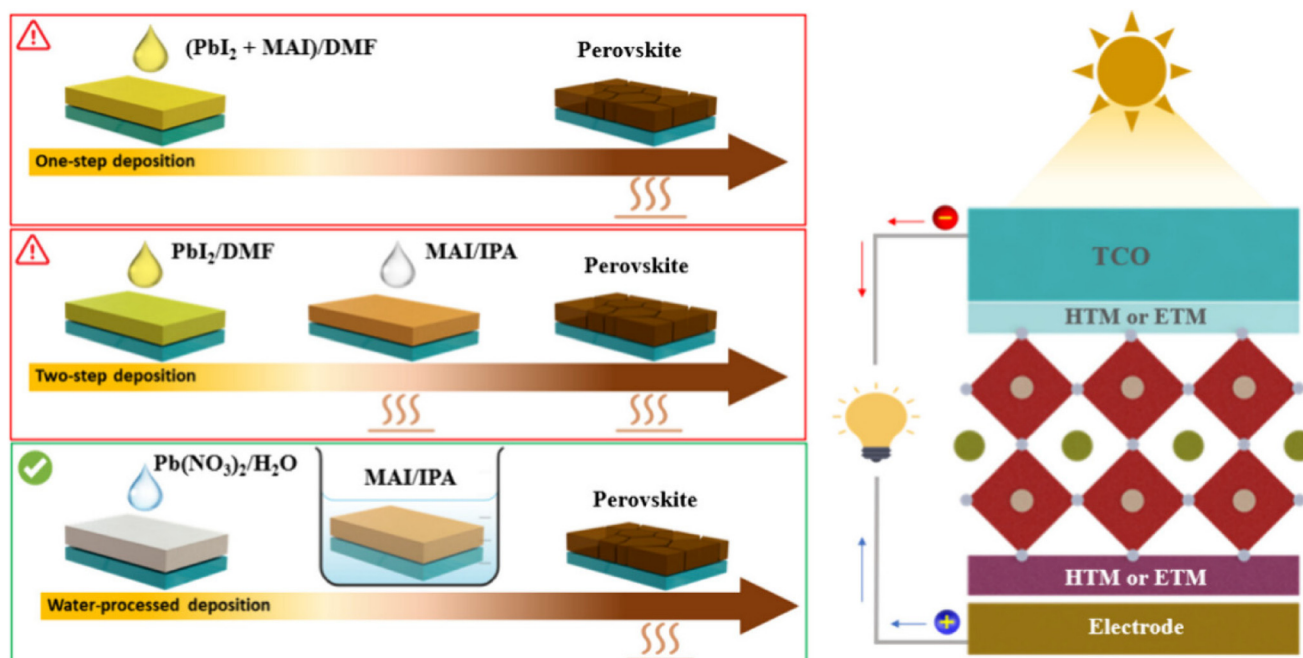 (PbI₂ + MAI)/DMF
Perovskite
One-step deposition
PbI₂/DMF
MAI/IPA
Perovskite
Two-step deposition
Pb(NO₃)₂/H₂O
MAI/IPA
Perovskite
Water-processed deposition
TCO
HTM or ETM
HTM or ETM
Electrode